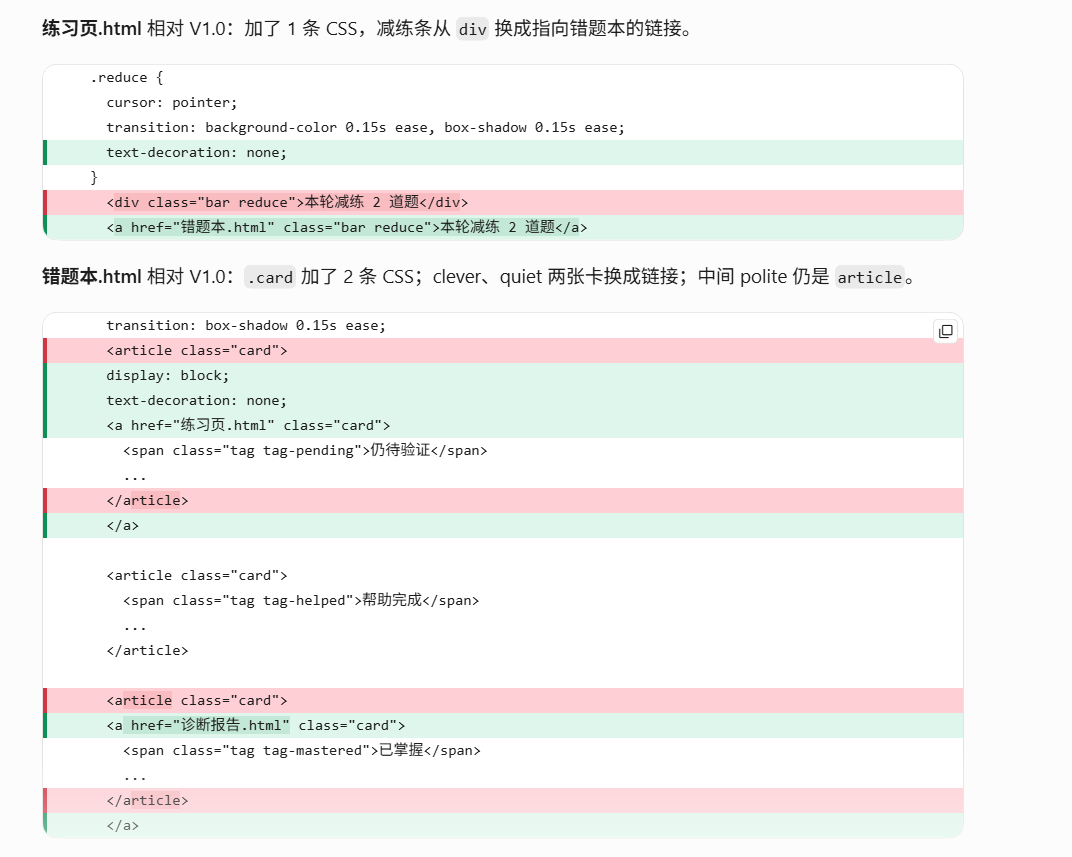 练习页.html 相对 V1.0：加了 1 条 CSS，减练条从 div 换成指向错题本的链接。
.reduce {
cursor: pointer;
transition: background-color 0.15s ease, box-shadow 0.15s ease;
text-decoration: none;
}
<div class="bar reduce">本轮减练 2 道题</div>
<a href="错题本.html" class="bar reduce">本轮减练 2 道题</a>
错题本.html 相对 V1.0：.card 加了 2 条 CSS；clever、quiet 两张卡换成链接；中间 polite 仍是 article。
transition: box-shadow 0.15s ease;
<article class="card">
display: block;
text-decoration: none;
<a href="练习页.html" class="card">
<span class="tag tag-pending">仍待验证</span>
...
</article>
</a>
<article class="card">
<span class="tag tag-helped">帮助完成</span>
...
</article>
<article class="card">
<a href="诊断报告.html" class="card">
<span class="tag tag-mastered">已掌握</span>
...
</article>
</a>